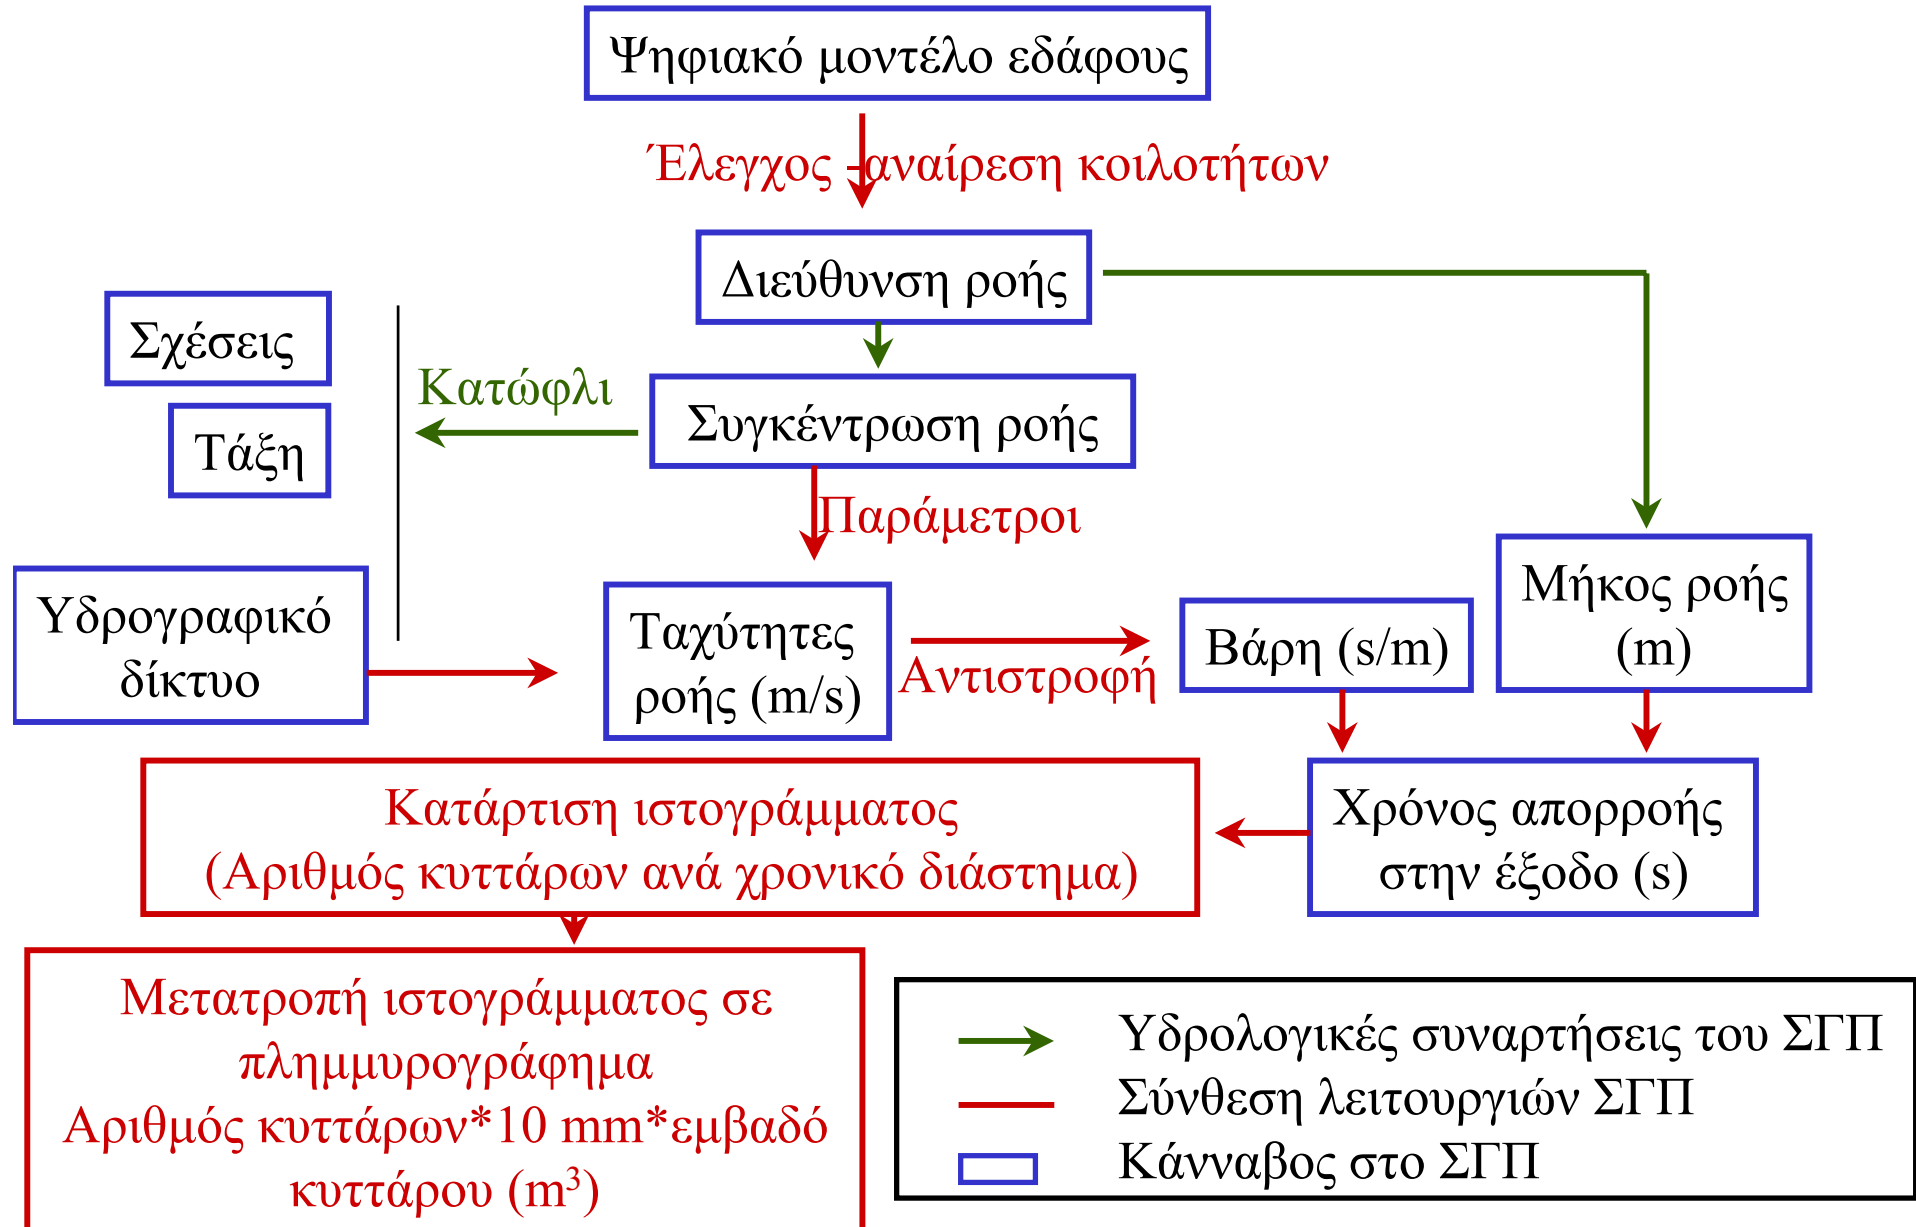 Ψηφιακό μοντέλο εδάφους
Έλεγχος -αναίρεση κοιλοτήτων
Διεύθυνση ροής
Σχέσεις
Κατώφλι
Συγκέντρωση ροής
Τάξη
Παράμετροι
Υδρογραφικό
δίκτυο
Ταχύτητες
ροής (m/s)
Αντιστροφή
Βάρη (s/m)
Μήκος ροής
(m)
Κατάρτιση ιστογράμματος
(Αριθμός κυττάρων ανά χρονικό διάστημα)
Χρόνος απορροής
στην έξοδο (s)
Μετατροπή ιστογράμματος σε
πλημμυρογράφημα
Αριθμός κυττάρων*10 mm*εμβαδό
κυττάρου (m³)
Υδρολογικές συναρτήσεις του ΣΓΠ
Σύνθεση λειτουργιών ΣΓΠ
Κάνναβος στο ΣΓΠ